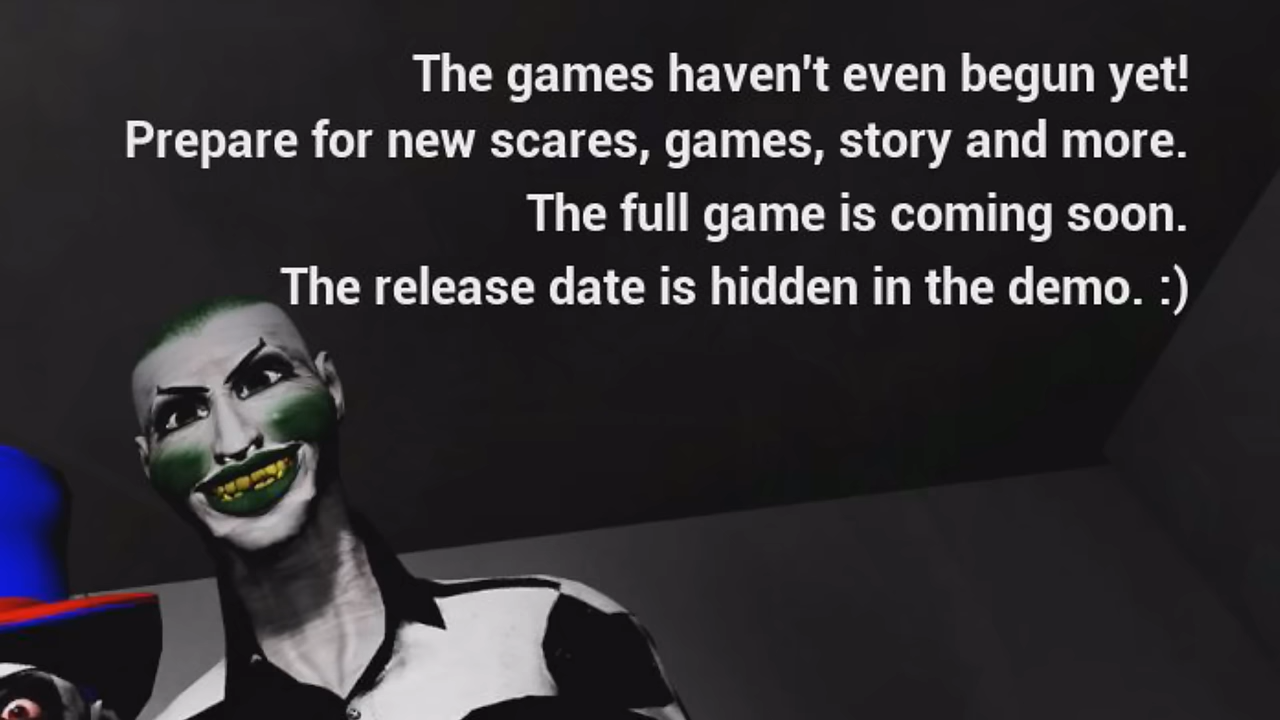 The games haven't even begun yet!
Prepare for new scares, games, story and more.
The full game is coming soon.
The release date is hidden in the demo. :)